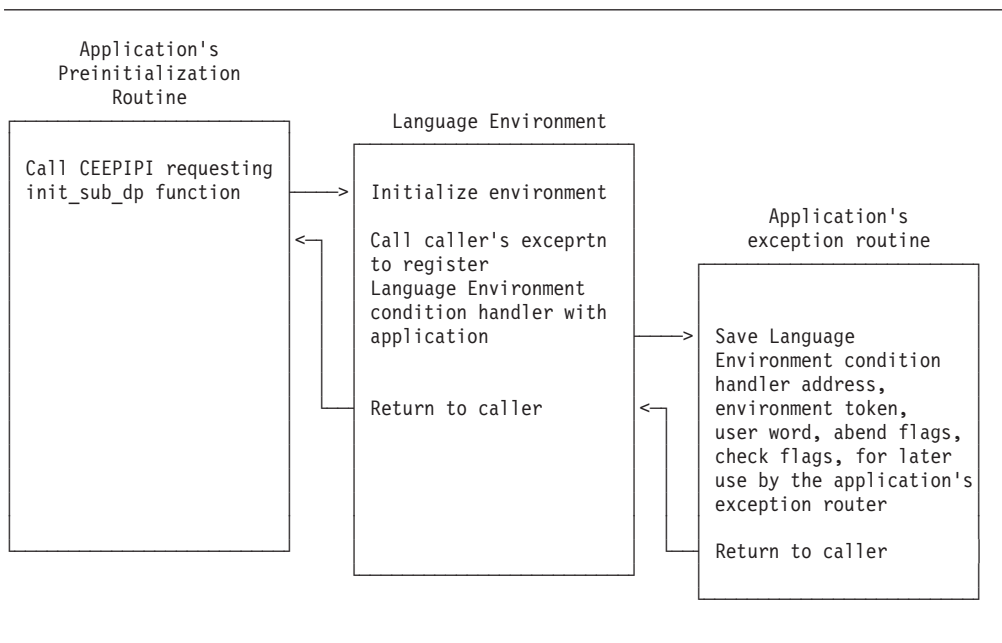 Application's
Preinitialization
Routine
Call CEEPIPI requesting
init_sub_dp function
Language Environment
Initialize environment
Call caller's exceprtn
to register
Language Environment
condition handler with
application
Return to caller
Application's
exception routine
Save Language
Environment condition
handler address,
environment token,
user word, abend flags,
check flags, for later
use by the application's
exception router
Return to caller